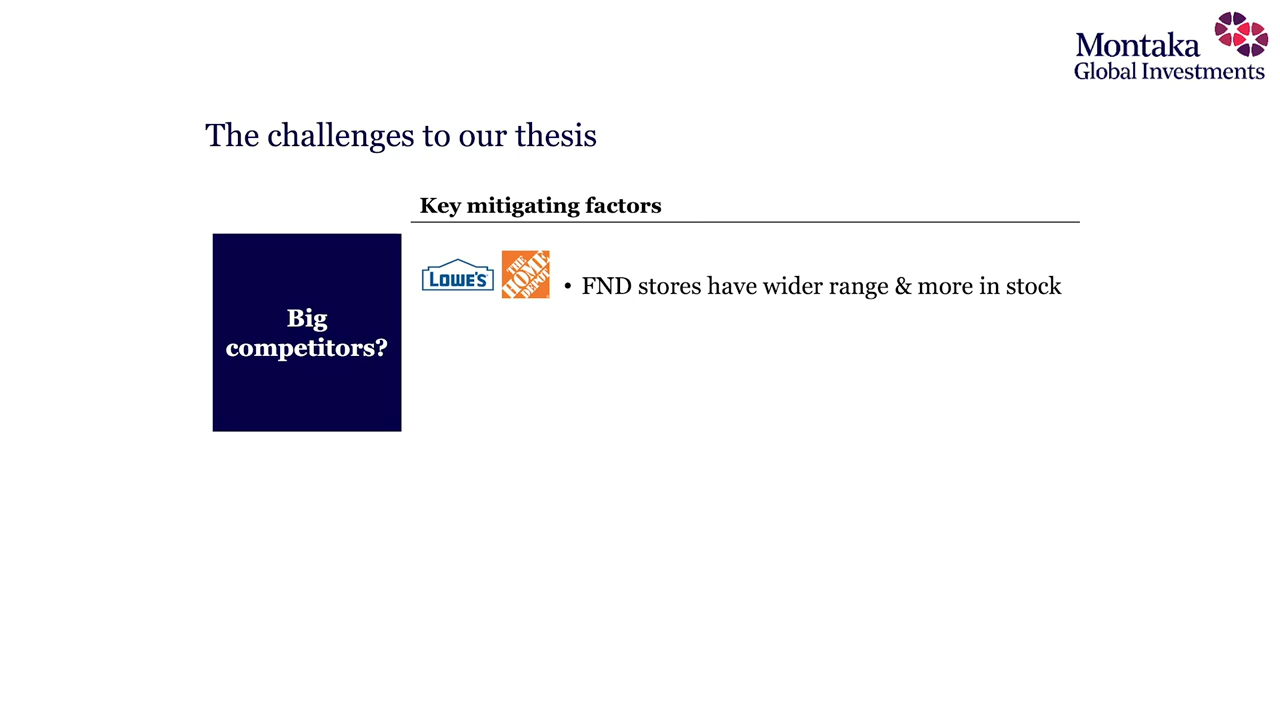 Montaka
Global Investments
The challenges to our thesis
Key mitigating factors
Big
competitors?
LOWE'S
THE
HOME
DEPOT
• FND stores have wider range & more in stock